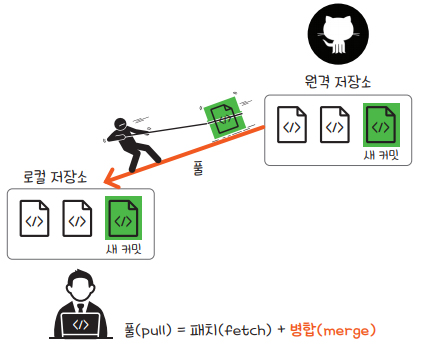 원격 저장소
</>
</>
</>
</>
새 커밋
풀
로컬 저장소
</>
</>
</>
새 커밋
</>
풀(pull) = 패치(fetch) + 병합(merge)